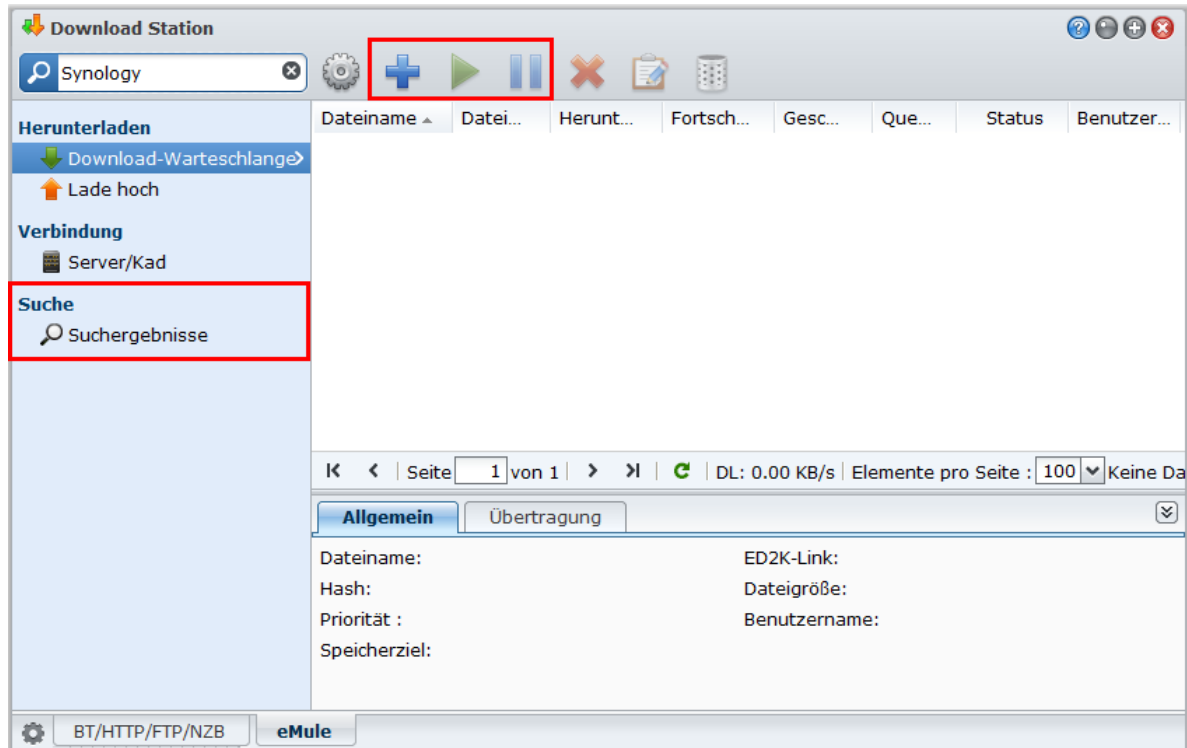 Download Station
Synology
Herunterladen
Download-Warteschlange
Lade hoch
Verbindung
Server/Kad
Suche
Suchergebnisse
Dateiname Datei... Herunt... Fortsch... Gesc... Que... Status Benutzer...
Seite 1 von 1 DL: 0.00 KB/s Elemente pro Seite : 100 Keine Da
Allgemein Übertragung
Dateiname: ED2K-Link:
Hash: Dateigröße:
Priorität : Benutzername:
Speicherziel:
BT/HTTP/FTP/NZB eMule